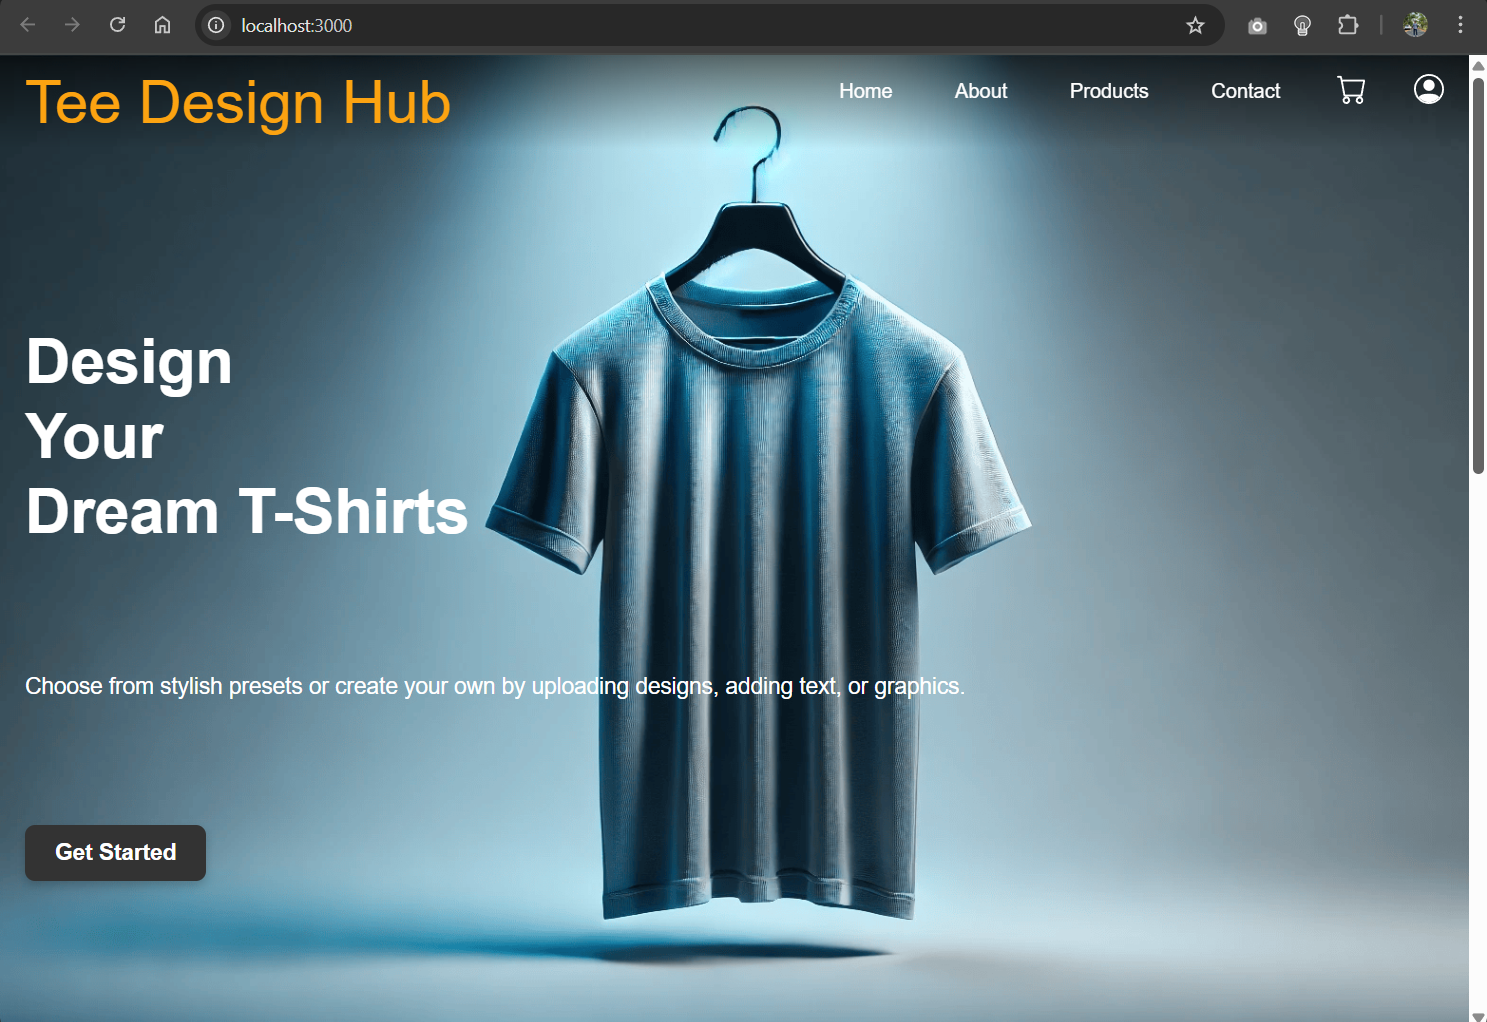 localhost:3000
Tee Design Hub
Home
About
Products
Contact
Design
Your
Dream T-Shirts
Choose from stylish presets or create your own by uploading designs, adding text, or graphics.
Get Started